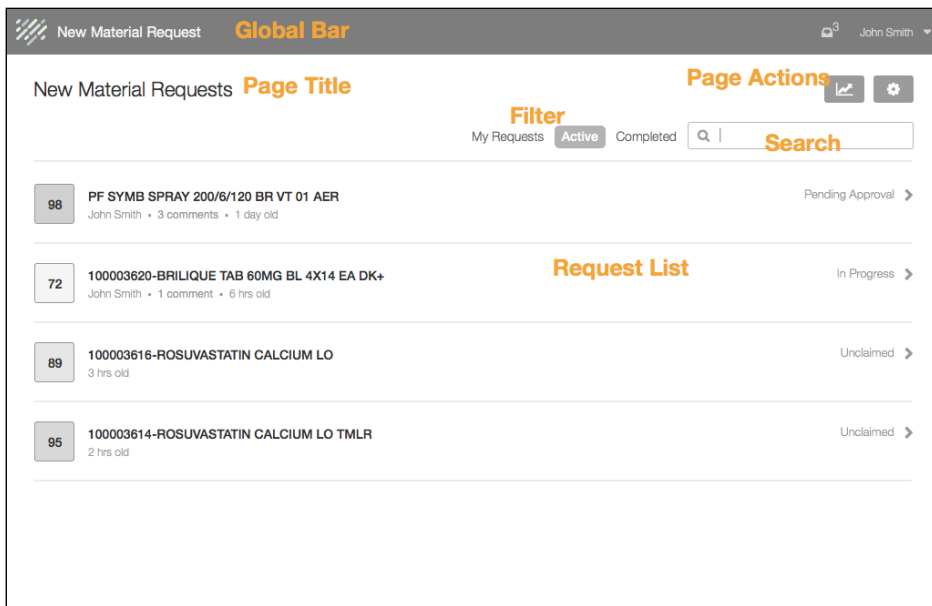 New Material Request Global Bar 3 John Smith
New Material Requests Page Title Page Actions
Filter
My Requests Active Completed Search
98 PF SYMB SPRAY 200/6/120 BR VT 01 AER Pending Approval
John Smith • 3 comments • 1 day old
Request List
72 100003620-BRILIQUE TAB 60MG BL 4X14 EA DK+ In Progress
John Smith • 1 comment • 6 hrs old
89 100003616-ROSUVASTATIN CALCIUM LO Unclaimed
3 hrs old
95 100003614-ROSUVASTATIN CALCIUM LO TMLR Unclaimed
2 hrs old